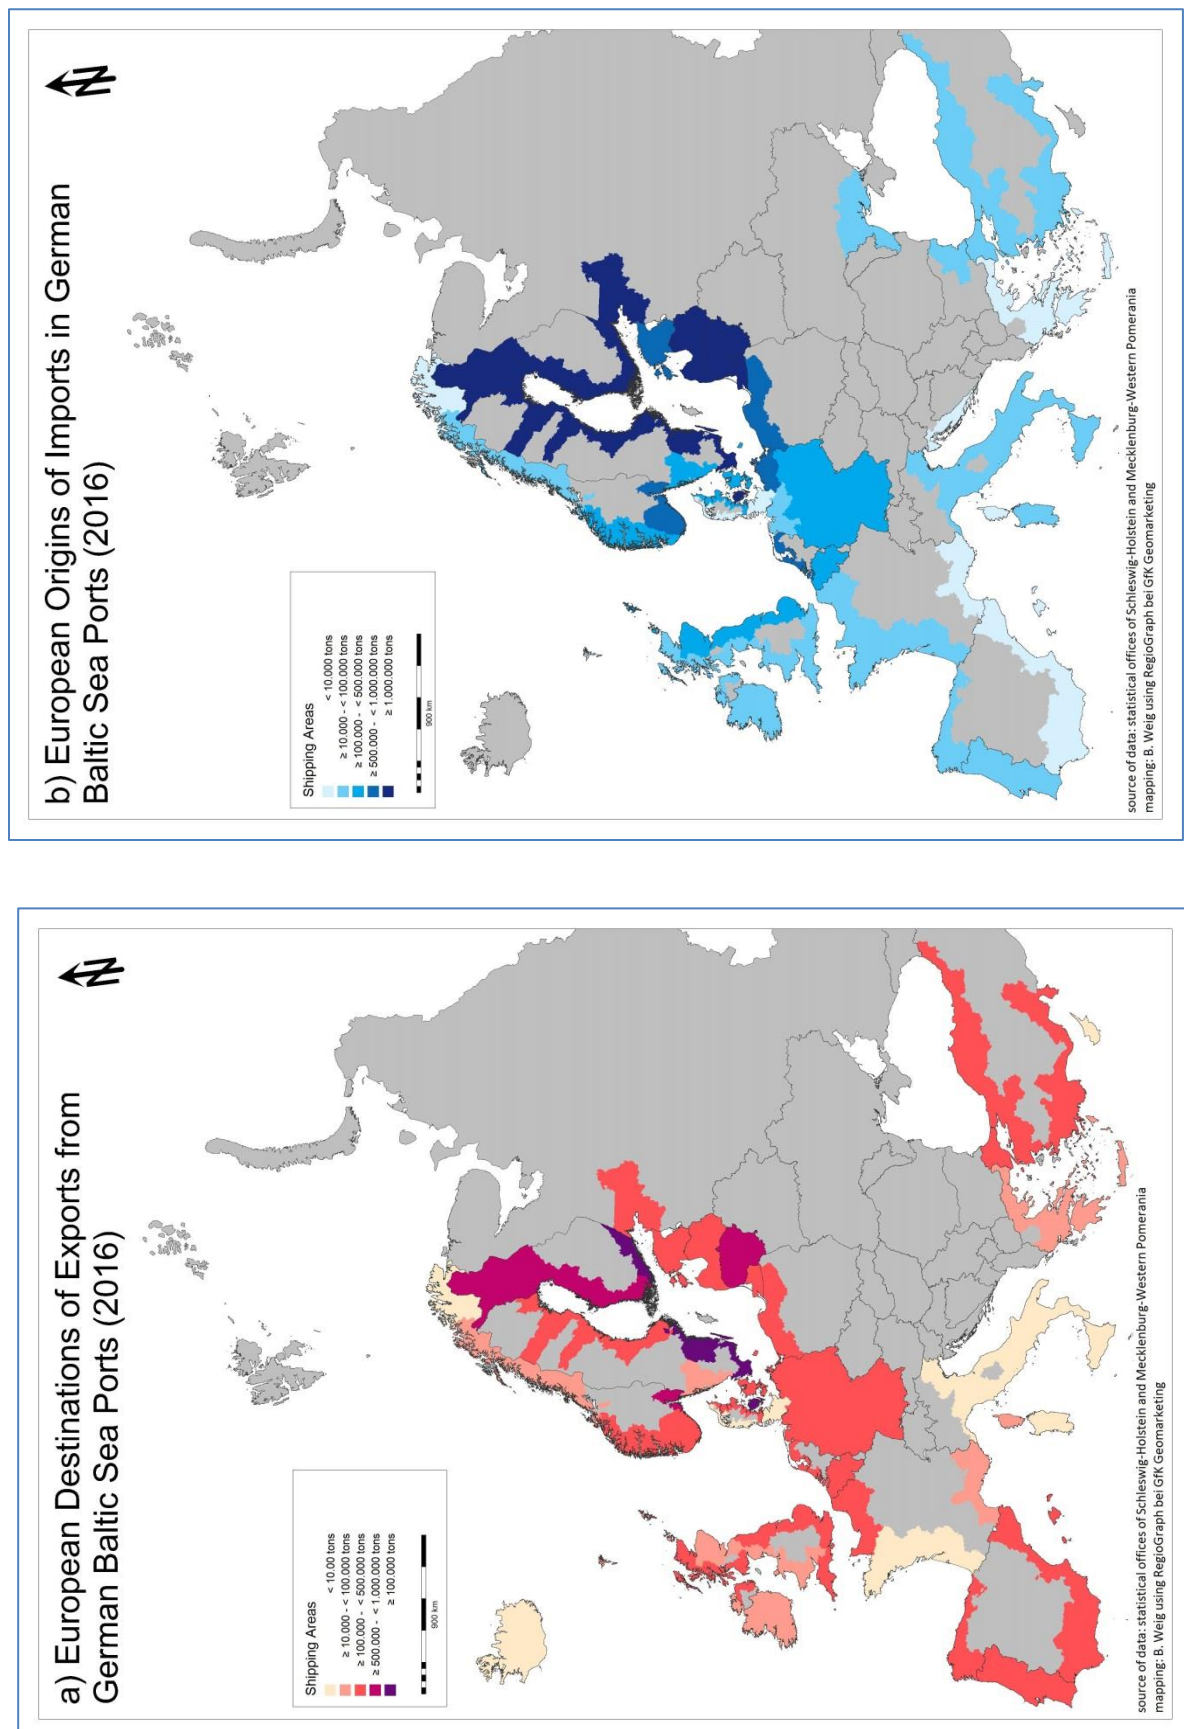 b) European Origins of Imports in German
Baltic Sea Ports (2016)
N
Shipping Areas
< 10.000 tons
≥ 10.000 - < 100.000 tons
≥ 100.000 - < 500.000 tons
≥ 500.000 - < 1.000.000 tons
≥ 1.000.000 tons
900 km
source of data: statistical offices of Schleswig-Holstein and Mecklenburg-Western Pomerania
mapping: B. Weig using RegioGraph bei GfK Geomarketing
a) European Destinations of Exports from
German Baltic Sea Ports (2016)
N
Shipping Areas
< 10.00 tons
≥ 10.000 - < 100.000 tons
≥ 100.000 - < 500.000 tons
≥ 500.000 - < 1.000.000 tons
≥ 100.000 tons
900 km
source of data: statistical offices of Schleswig-Holstein and Mecklenburg-Western Pomerania
mapping: B. Weig using RegioGraph bei GfK Geomarketing